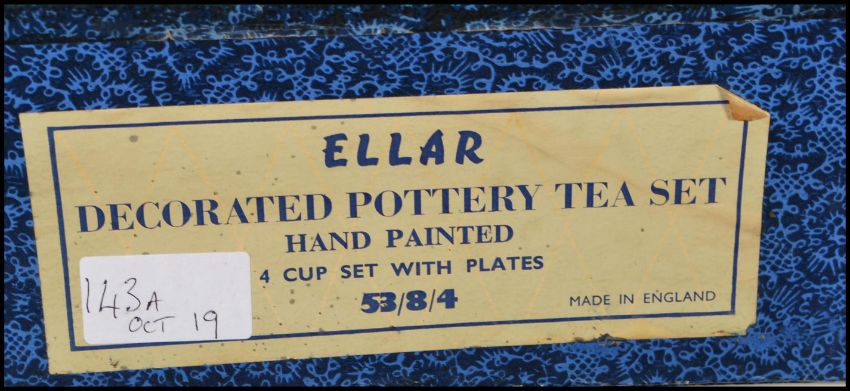 ELLAR
DECORATED POTTERY TEA SET
HAND PAINTED
4 CUP SET WITH PLATES
53/8/4
MADE IN ENGLAND
143A
OCT 19